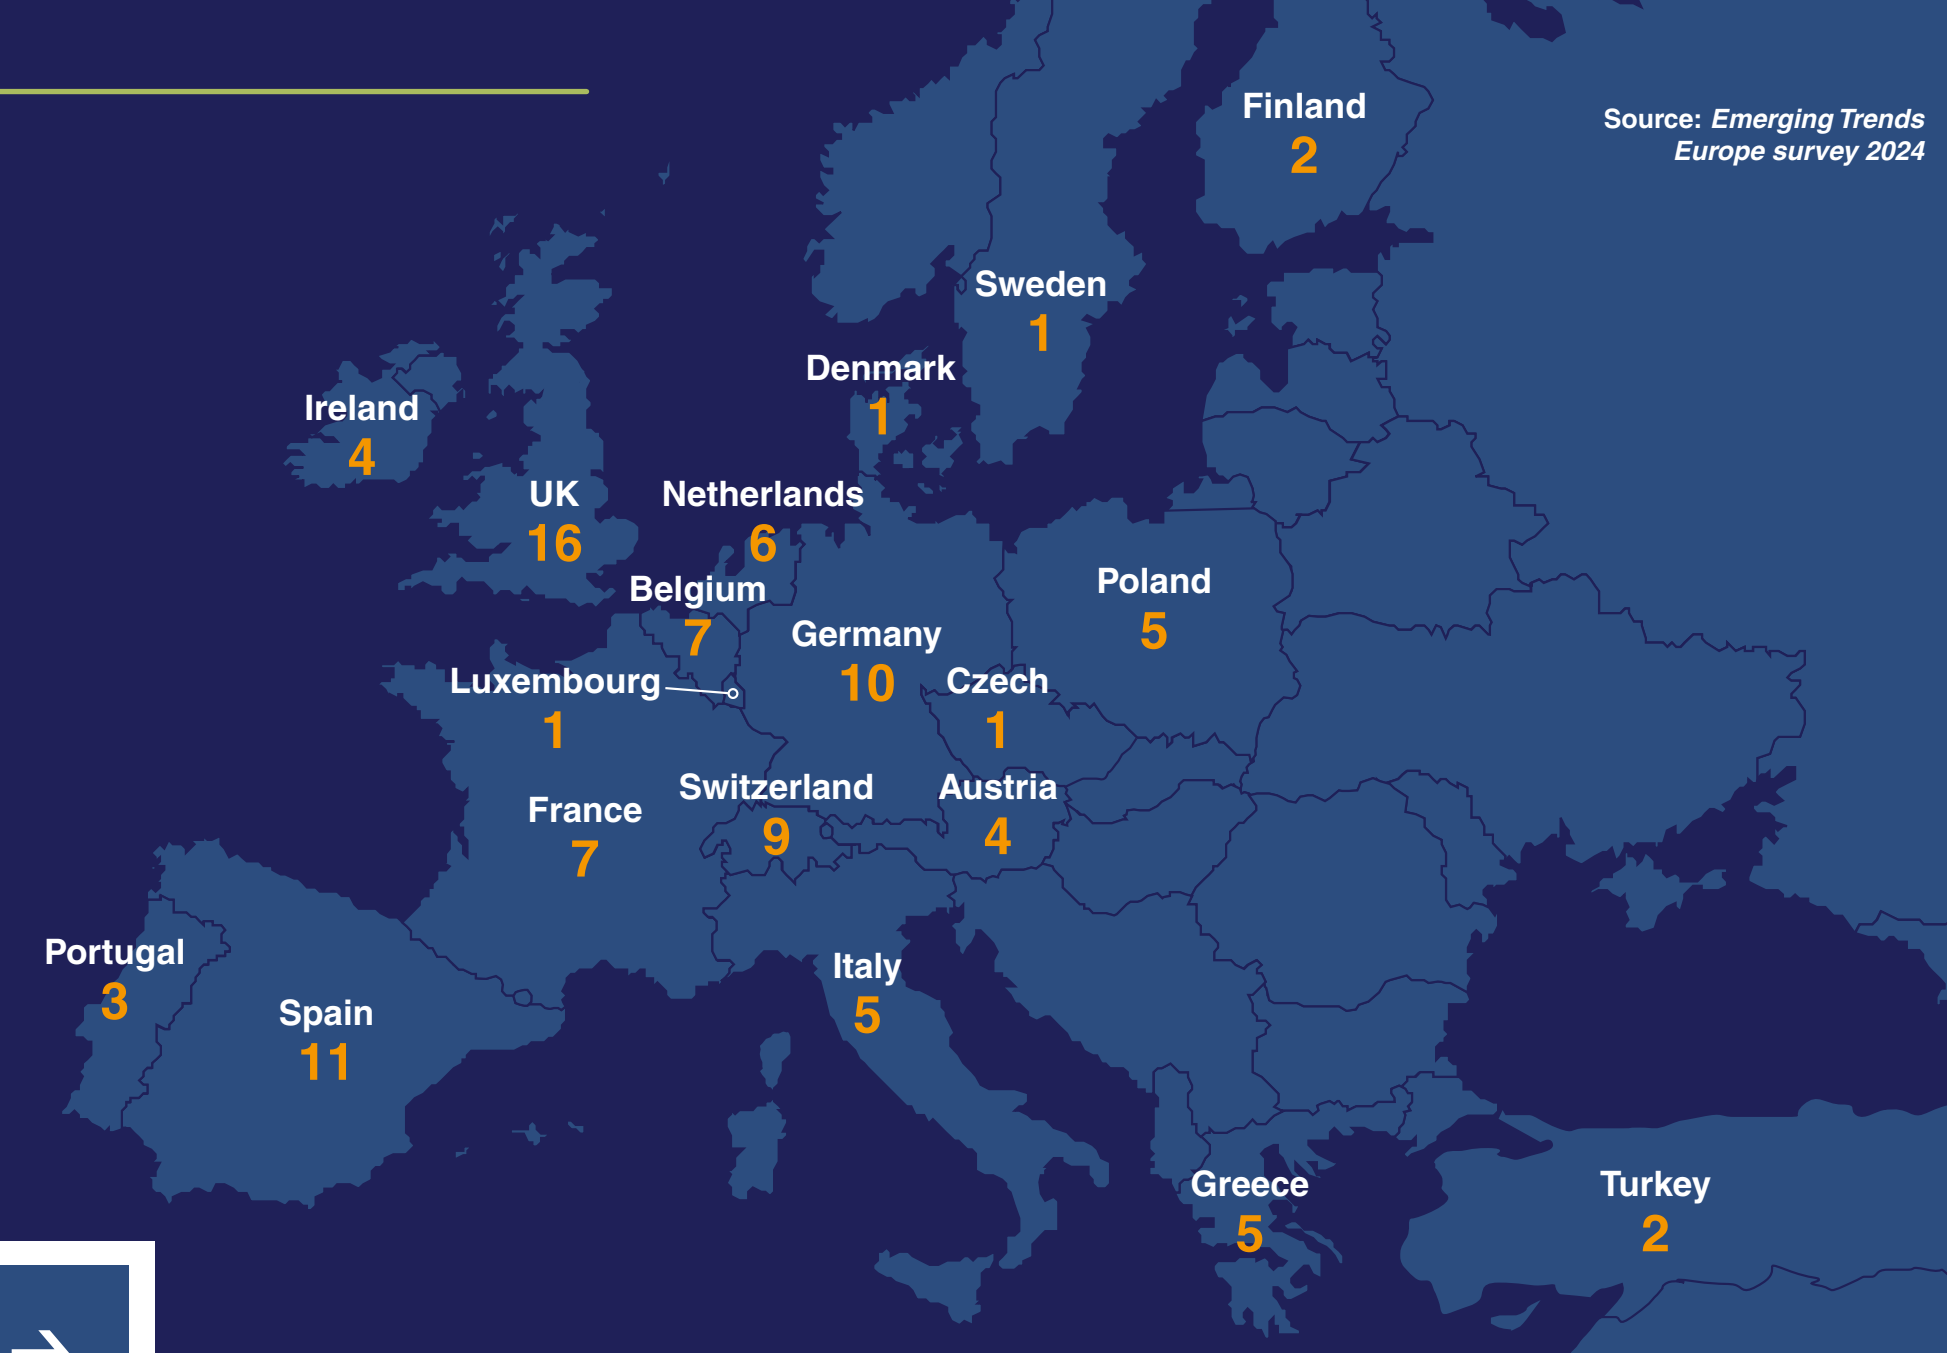 Finland
2
Source: Emerging Trends
Europe survey 2024
Sweden
1
Denmark
1
Ireland
4
UK
16
Netherlands
6
Belgium
7
Poland
5
Germany
10
Luxembourg
1
Czech
1
Switzerland
9
Austria
4
France
7
Portugal
3
Italy
5
Spain
11
Greece
5
Turkey
2